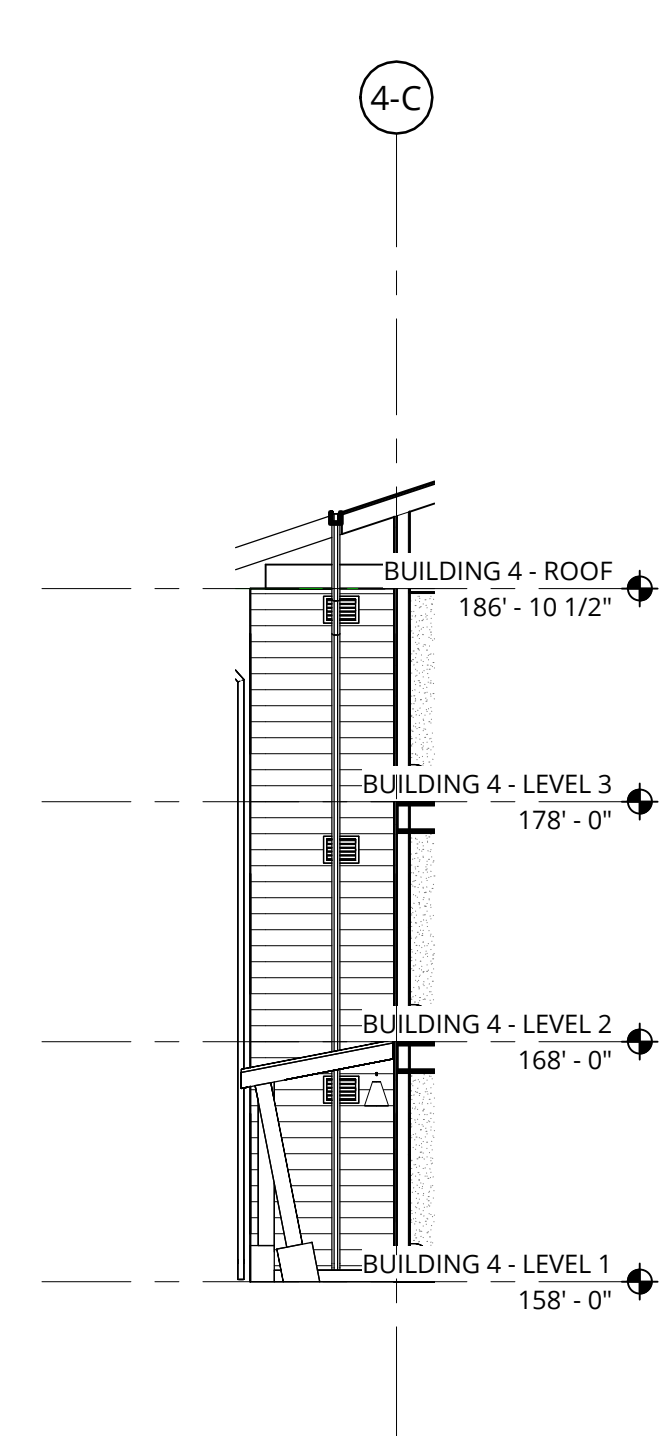 4-C
BUILDING 4 - ROOF
186' - 10 1/2"
BUILDING 4 - LEVEL 3
178' - 0"
BUILDING 4 - LEVEL 2
168' - 0"
BUILDING 4 - LEVEL 1
158' - 0"